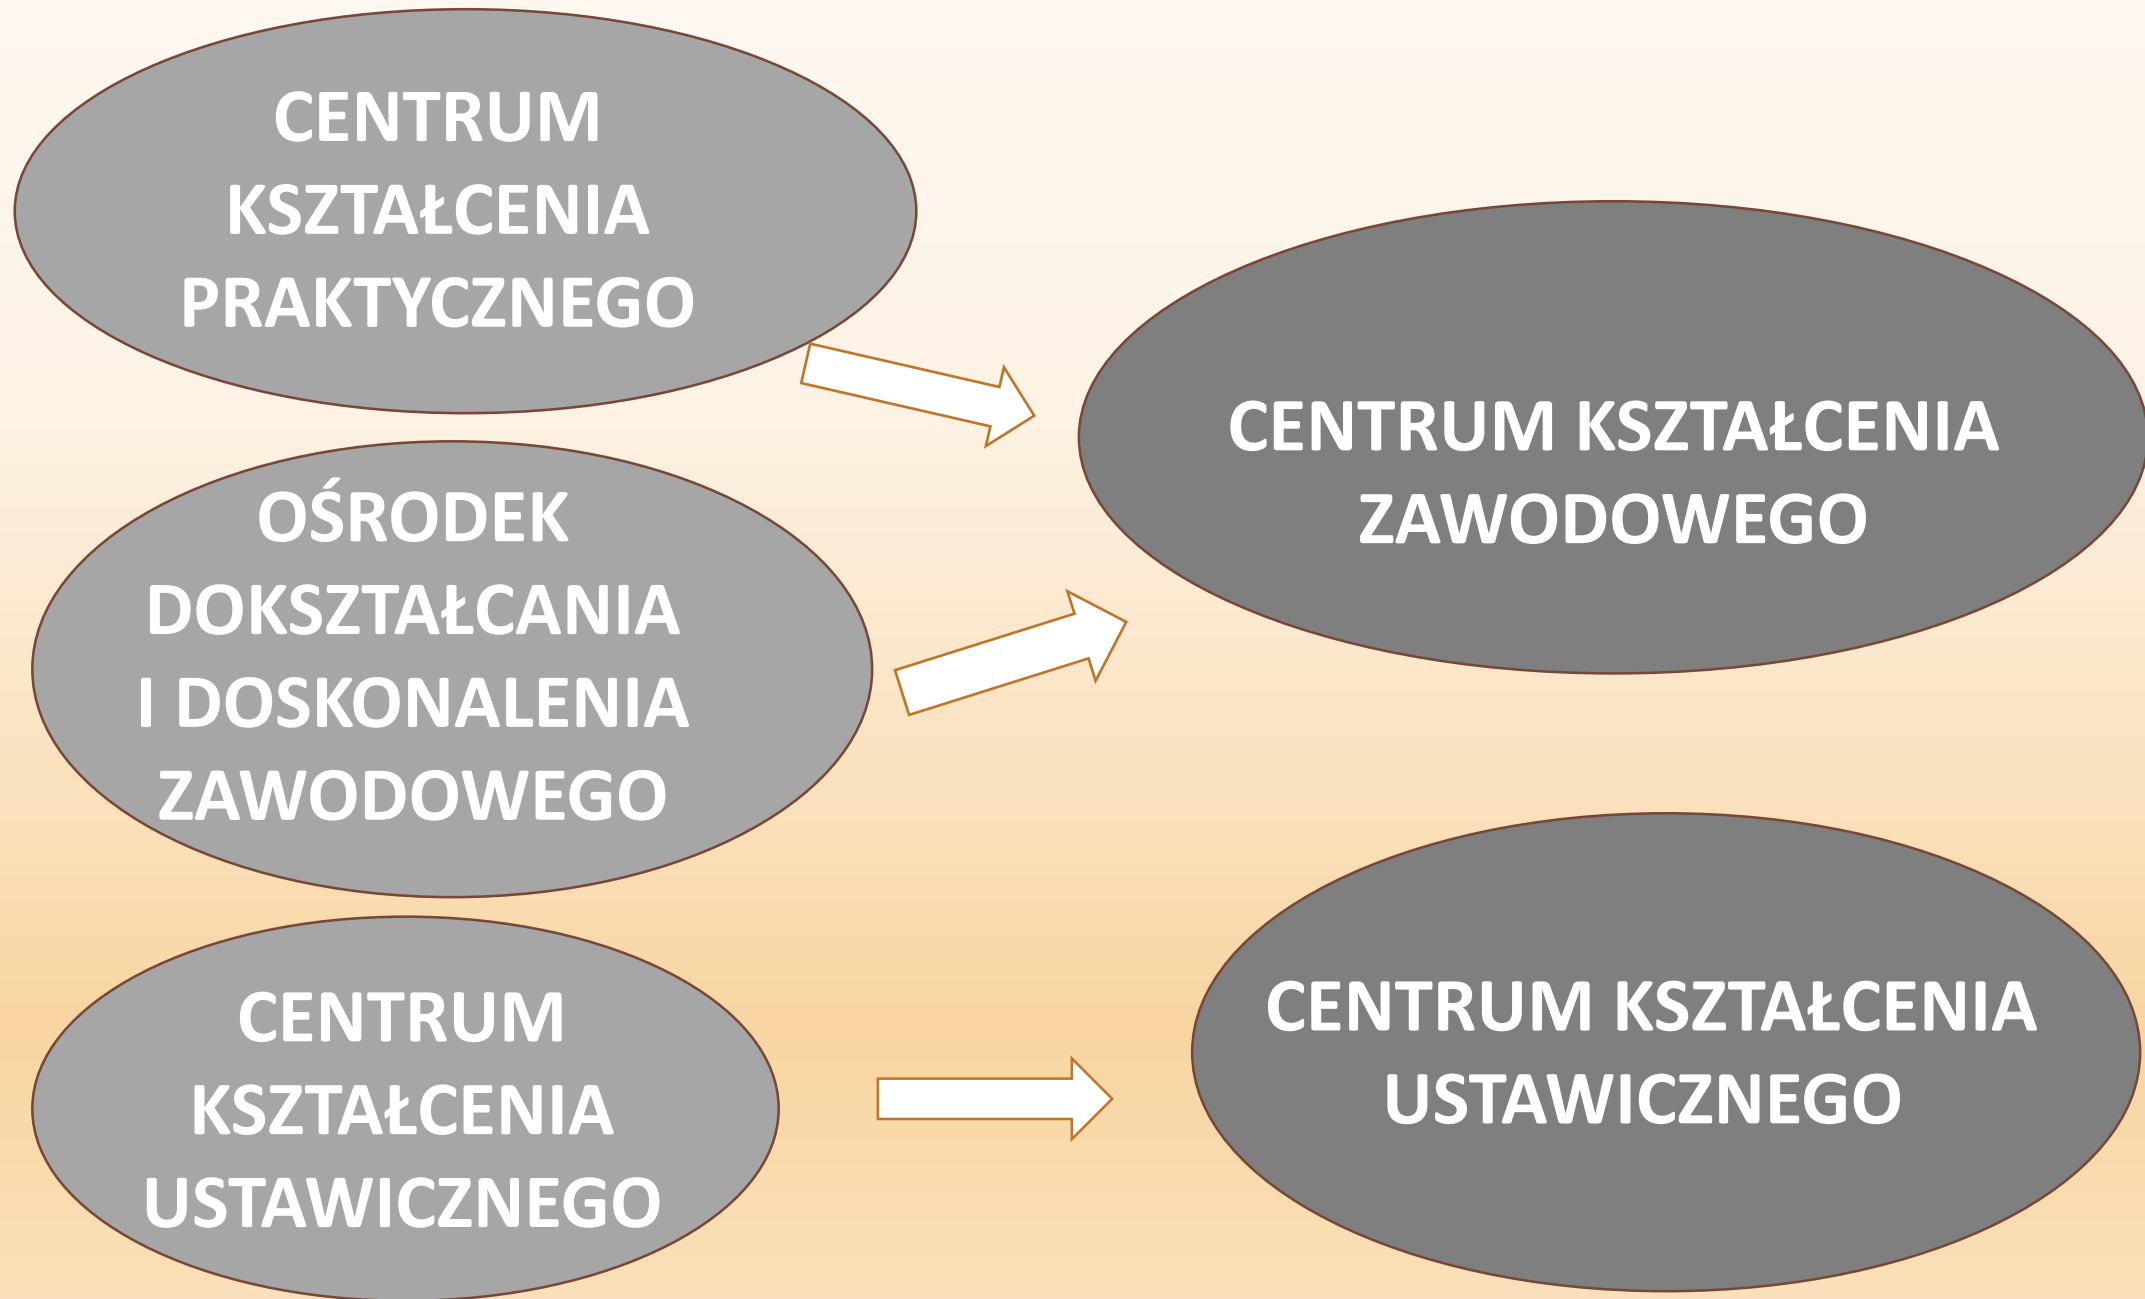 CENTRUM
KSZTAŁCENIA
PRAKTYCZNEGO
OŚRODEK
DOKSZTAŁCANIA
I DOSKONALENIA
ZAWODOWEGO
CENTRUM
KSZTAŁCENIA
USTAWICZNEGO
CENTRUM KSZTAŁCENIA
ZAWODOWEGO
CENTRUM KSZTAŁCENIA
USTAWICZNEGO